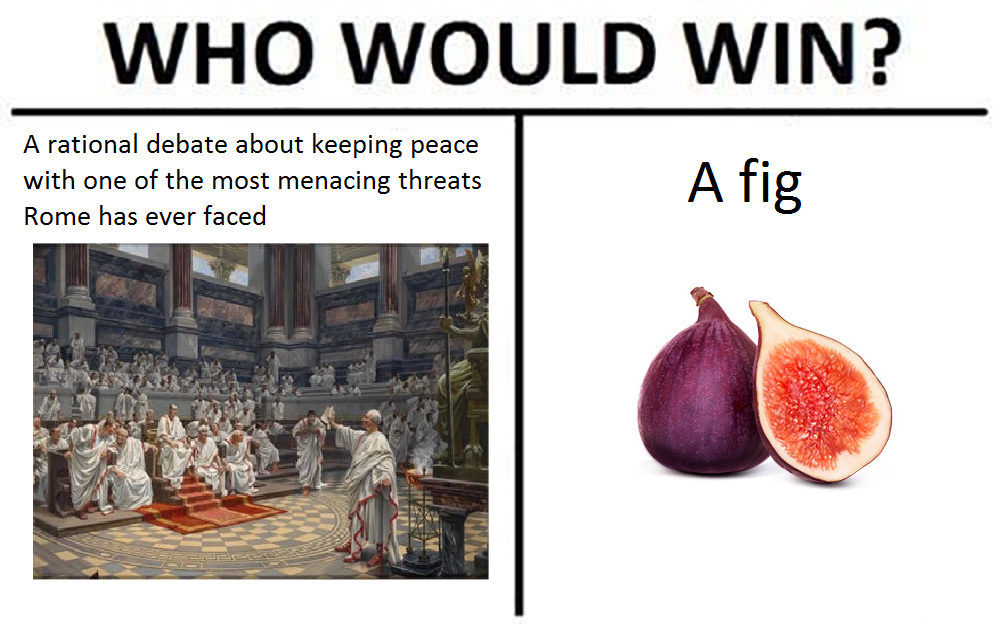 WHO WOULD WIN?
A rational debate about keeping peace
with one of the most menacing threats
Rome has ever faced
A fig